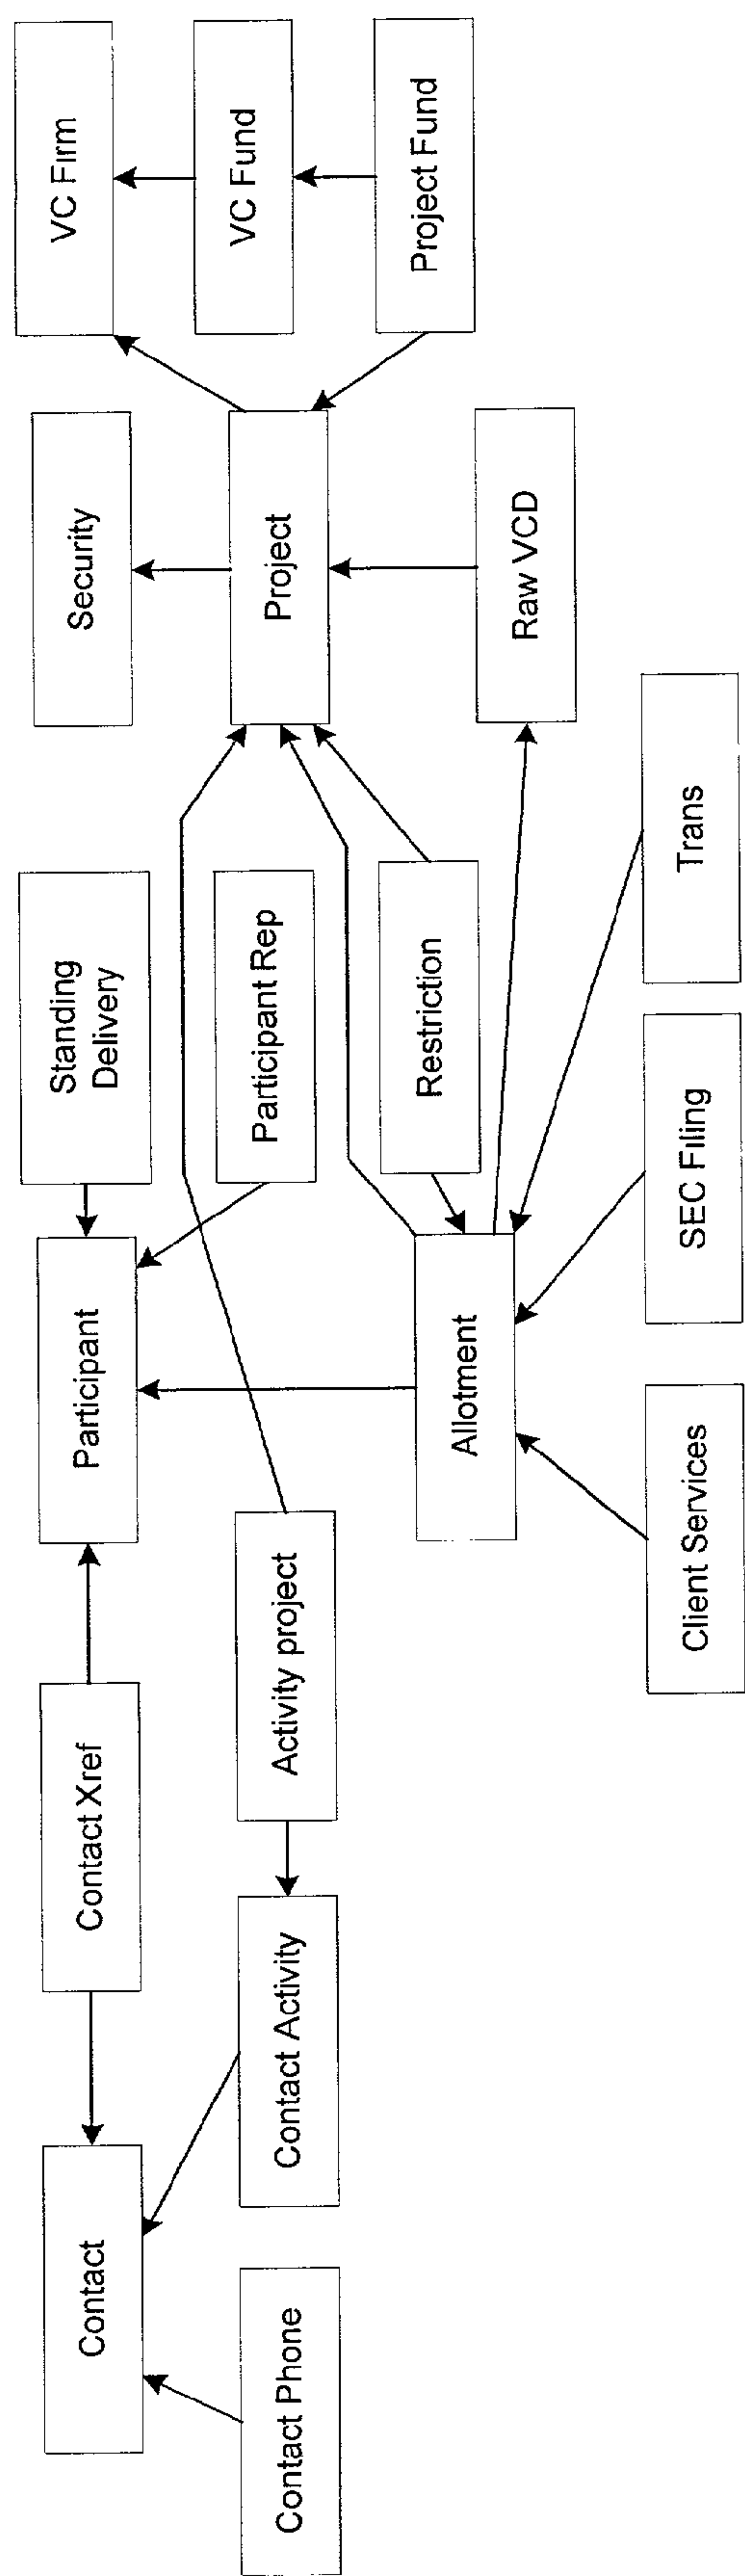 Contact
Contact Xref
Participant
Standing
Delivery
Security
VC Firm
Contact Phone
Contact Activity
Activity project
Participant Rep
Project
VC Fund
Allotment
Restriction
Raw VCD
Project Fund
Client Services
SEC Filing
Trans